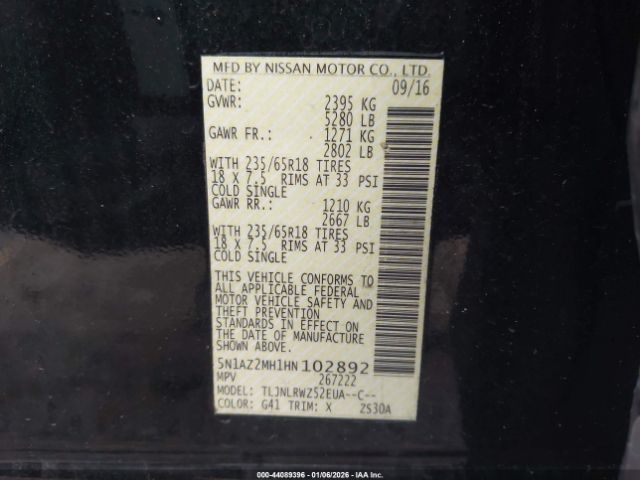 MFD BY NISSAN MOTOR CO., LTD.
DATE: 09/16
GVWR: 2395 KG
5280 LB
GAWR FR.: 1271 KG
2802 LB
WITH 235/65R18 TIRES
18 X 7.5 RIMS AT 33 PSI
COLD SINGLE
GAWR RR.: 1210 KG
2667 LB
WITH 235/65R18 TIRES
18 X 7.5 RIMS AT 33 PSI
COLD SINGLE
THIS VEHICLE CONFORMS TO
ALL APPLICABLE FEDERAL
MOTOR VEHICLE SAFETY AND
THEFT PREVENTION
STANDARDS IN EFFECT ON
THE DATE OF MANUFACTURE
SHOWN ABOVE.
5N1AZ2MH1HN102892
MPV 267222
MODEL: TLJNLRWZ52EUA--C--
COLOR: G41 TRIM: X 2S30A
000-44089396 - 01/06/2026 - IAA Inc.